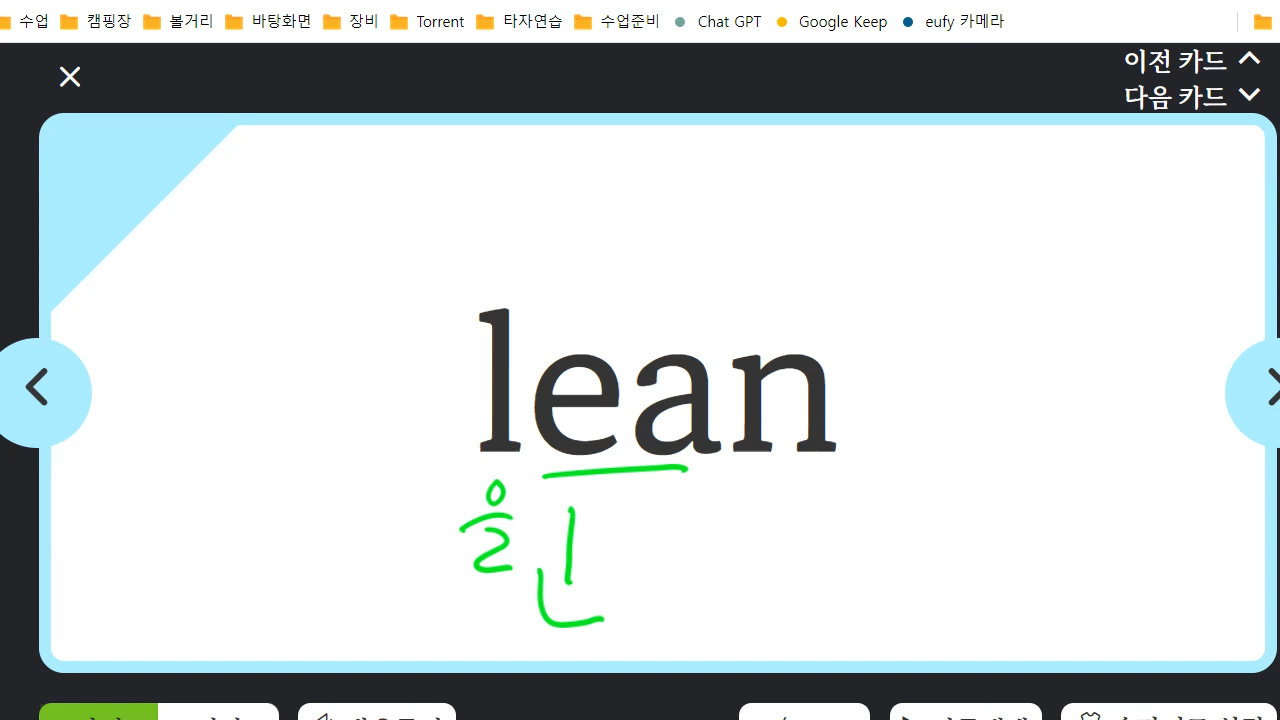 수업 캠핑장 볼거리 바탕화면 장비 Torrent 타자연습 수업준비 Chat GPT Google Keep eufy 카메라
이전 카드
다음 카드
lean
을 ㅣ
ㄴ